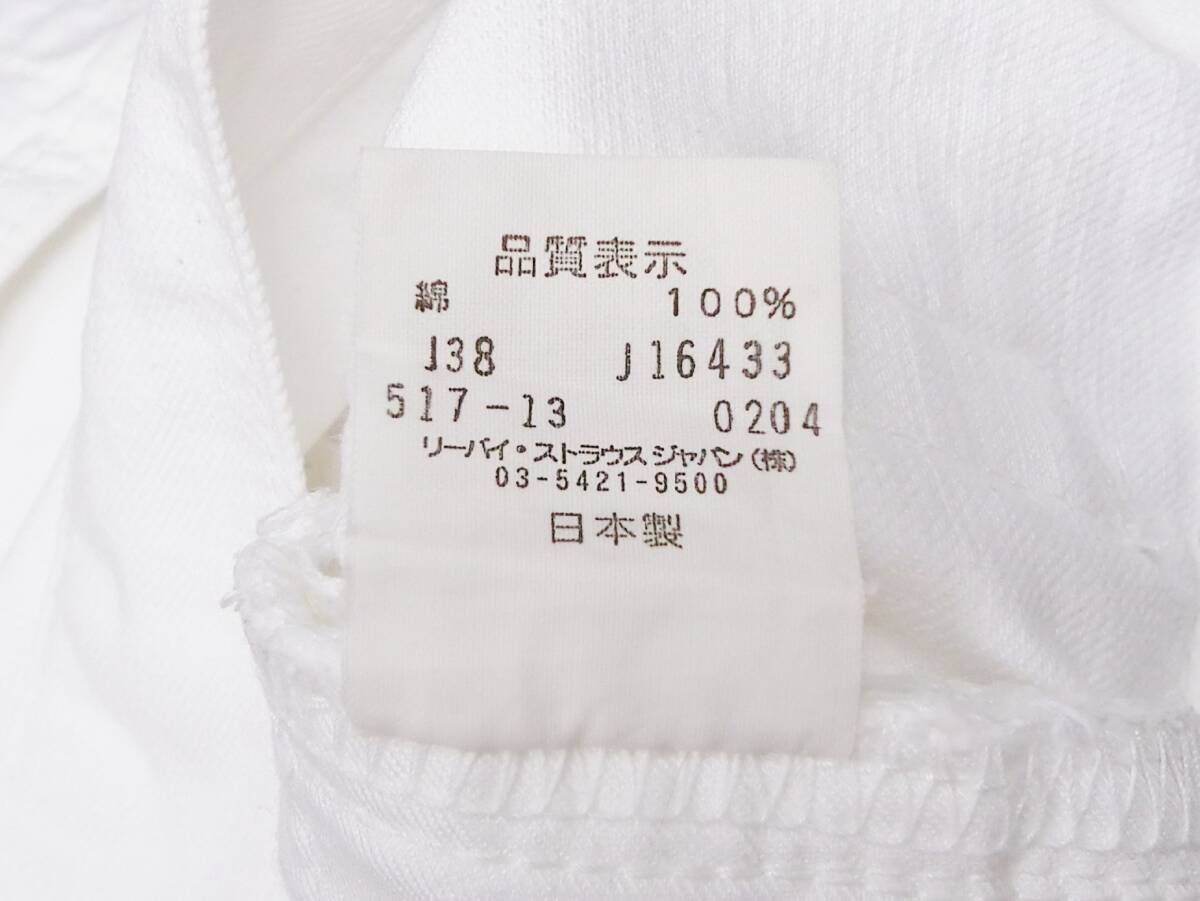 品質表示
綿 100%
J38 J16433
517-13 0204
リーバイ・ストラウス ジャパン(株)
03-5421-9500
日本製